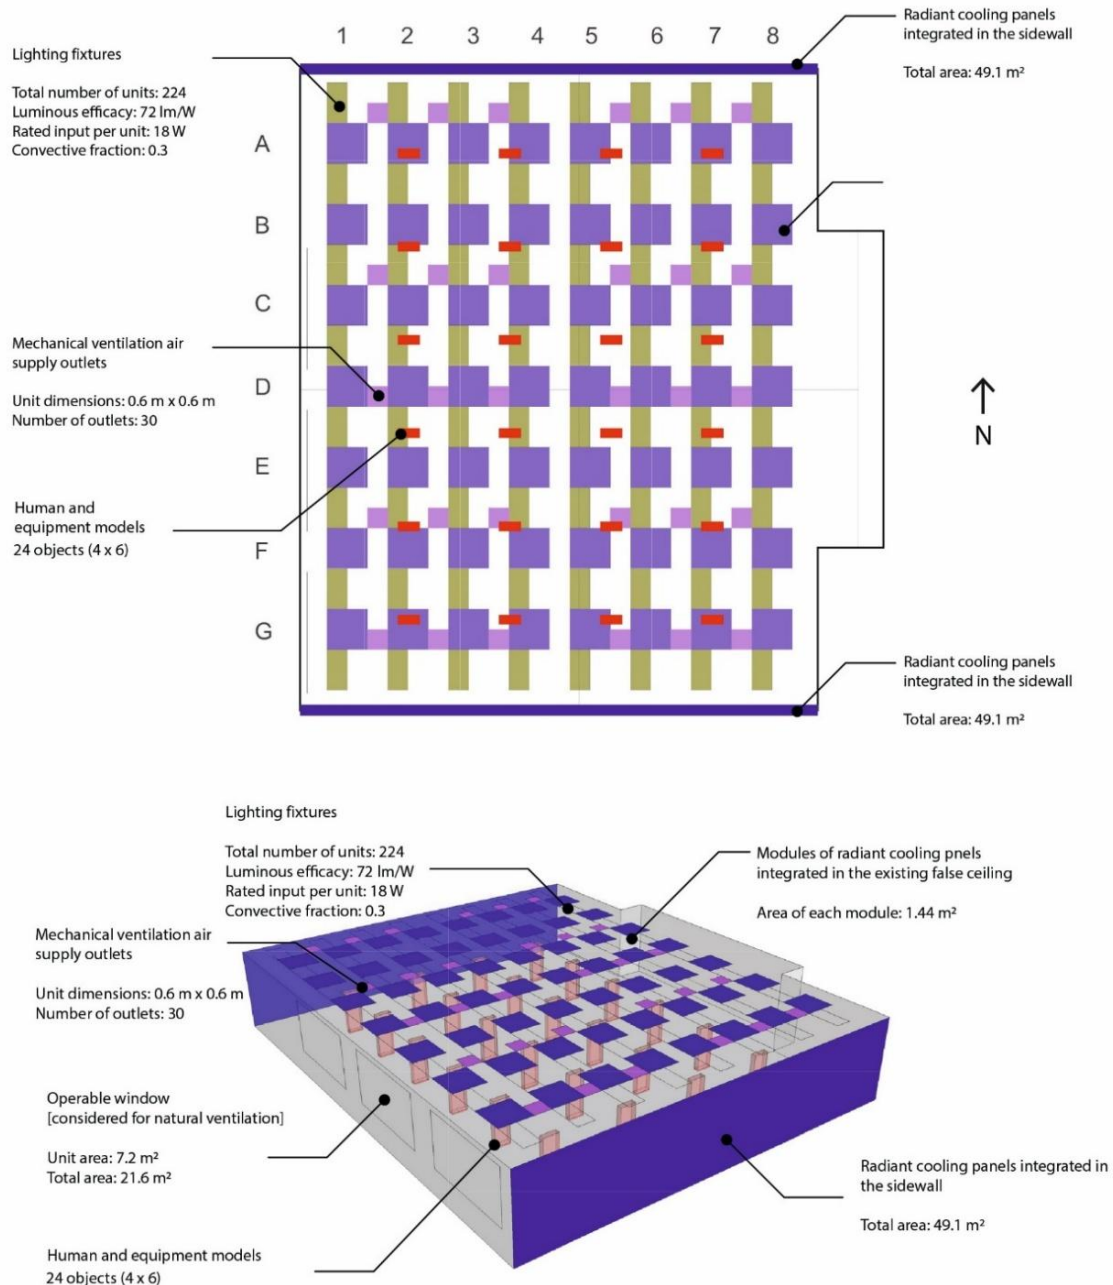 1 2 3 4 5 6 7 8
Radiant cooling panels
integrated in the sidewall
Total area: 49.1 m²
Lighting fixtures
Total number of units: 224
Luminous efficacy: 72 lm/W
Rated input per unit: 18 W
Convective fraction: 0.3
A
B
C
D
E
F
G
Mechanical ventilation air
supply outlets
Unit dimensions: 0.6 m x 0.6 m
Number of outlets: 30
N
Human and
equipment models
24 objects (4 x 6)
Radiant cooling panels
integrated in the sidewall
Total area: 49.1 m²
Lighting fixtures
Total number of units: 224
Luminous efficacy: 72 lm/W
Rated input per unit: 18 W
Convective fraction: 0.3
Modules of radiant cooling pnels
integrated in the existing false ceiling
Area of each module: 1.44 m²
Mechanical ventilation air
supply outlets
Unit dimensions: 0.6 m x 0.6 m
Number of outlets: 30
Operable window
[considered for natural ventilation]
Unit area: 7.2 m²
Total area: 21.6 m²
Radiant cooling panels integrated in
the sidewall
Total area: 49.1 m²
Human and equipment models
24 objects (4 x 6)